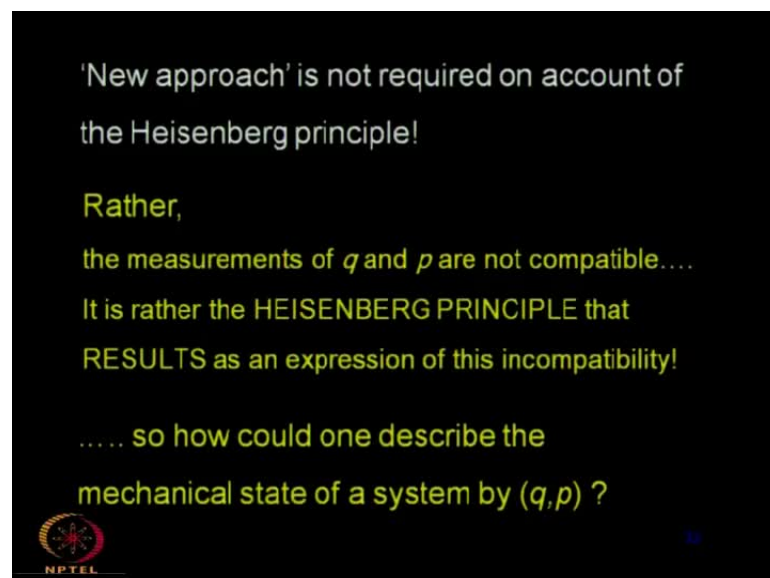 ‘New approach’ is not required on account of
the Heisenberg principle!
Rather,
the measurements of q and p are not compatible….
It is rather the HEISENBERG PRINCIPLE that
RESULTS as an expression of this incompatibility!
….. so how could one describe the
mechanical state of a system by (q,p) ?
NPTEL